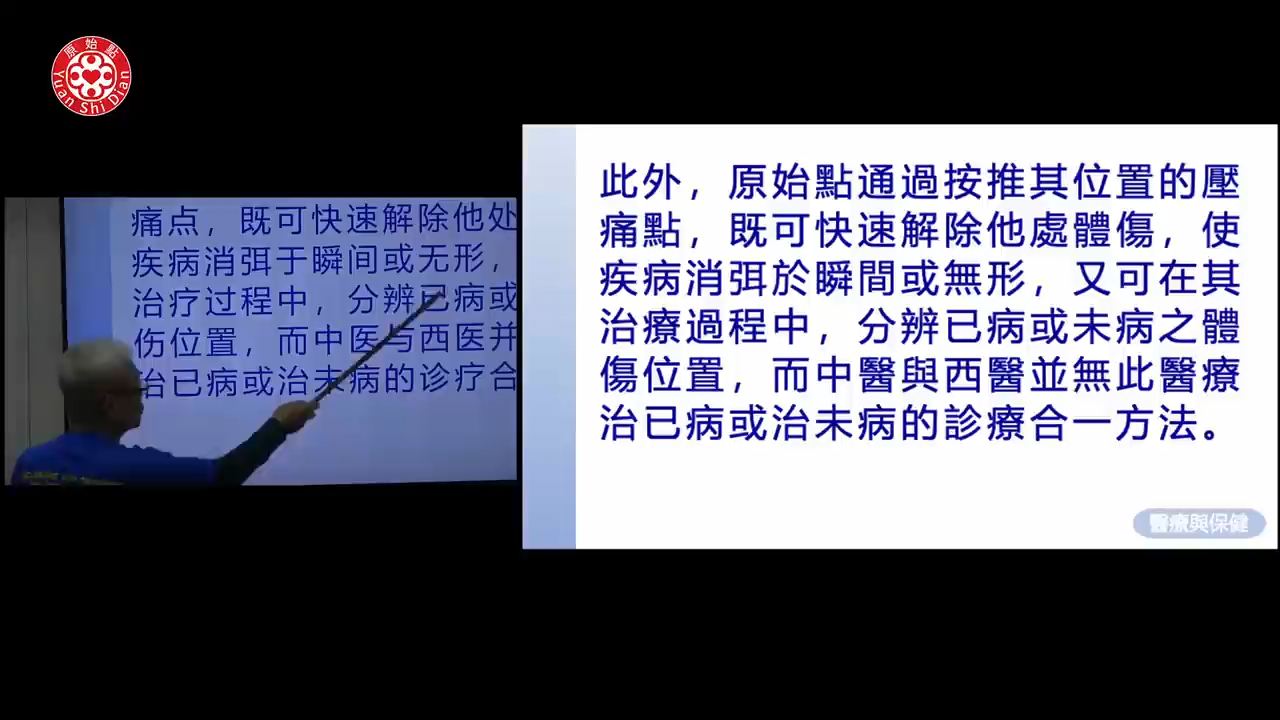 原始點
Yuan Shi Dian
痛点，既可快速解除他处
疾病消弭于瞬间或无形，
治疗过程中，分辨已病或
伤位置，而中医与西医并
治已病或治未病的诊疗合
此外，原始點通過按推其位置的壓
痛點，既可快速解除他處體傷，使
疾病消弭於瞬間或無形，又可在其
治療過程中，分辨已病或未病之體
傷位置，而中醫與西醫並無此醫療
治已病或治未病的診療合一方法。
醫療與保健